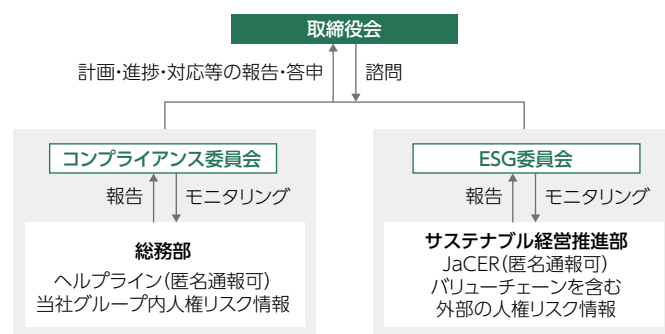 取締役会
計画・進捗・対応等の報告・答申
諮問
コンプライアンス委員会
報告
モニタリング
総務部
ヘルプライン(匿名通報可)
当社グループ内人権リスク情報
ESG委員会
報告
モニタリング
サステナブル経営推進部
JaCER(匿名通報可)
バリューチェーンを含む
外部の人権リスク情報